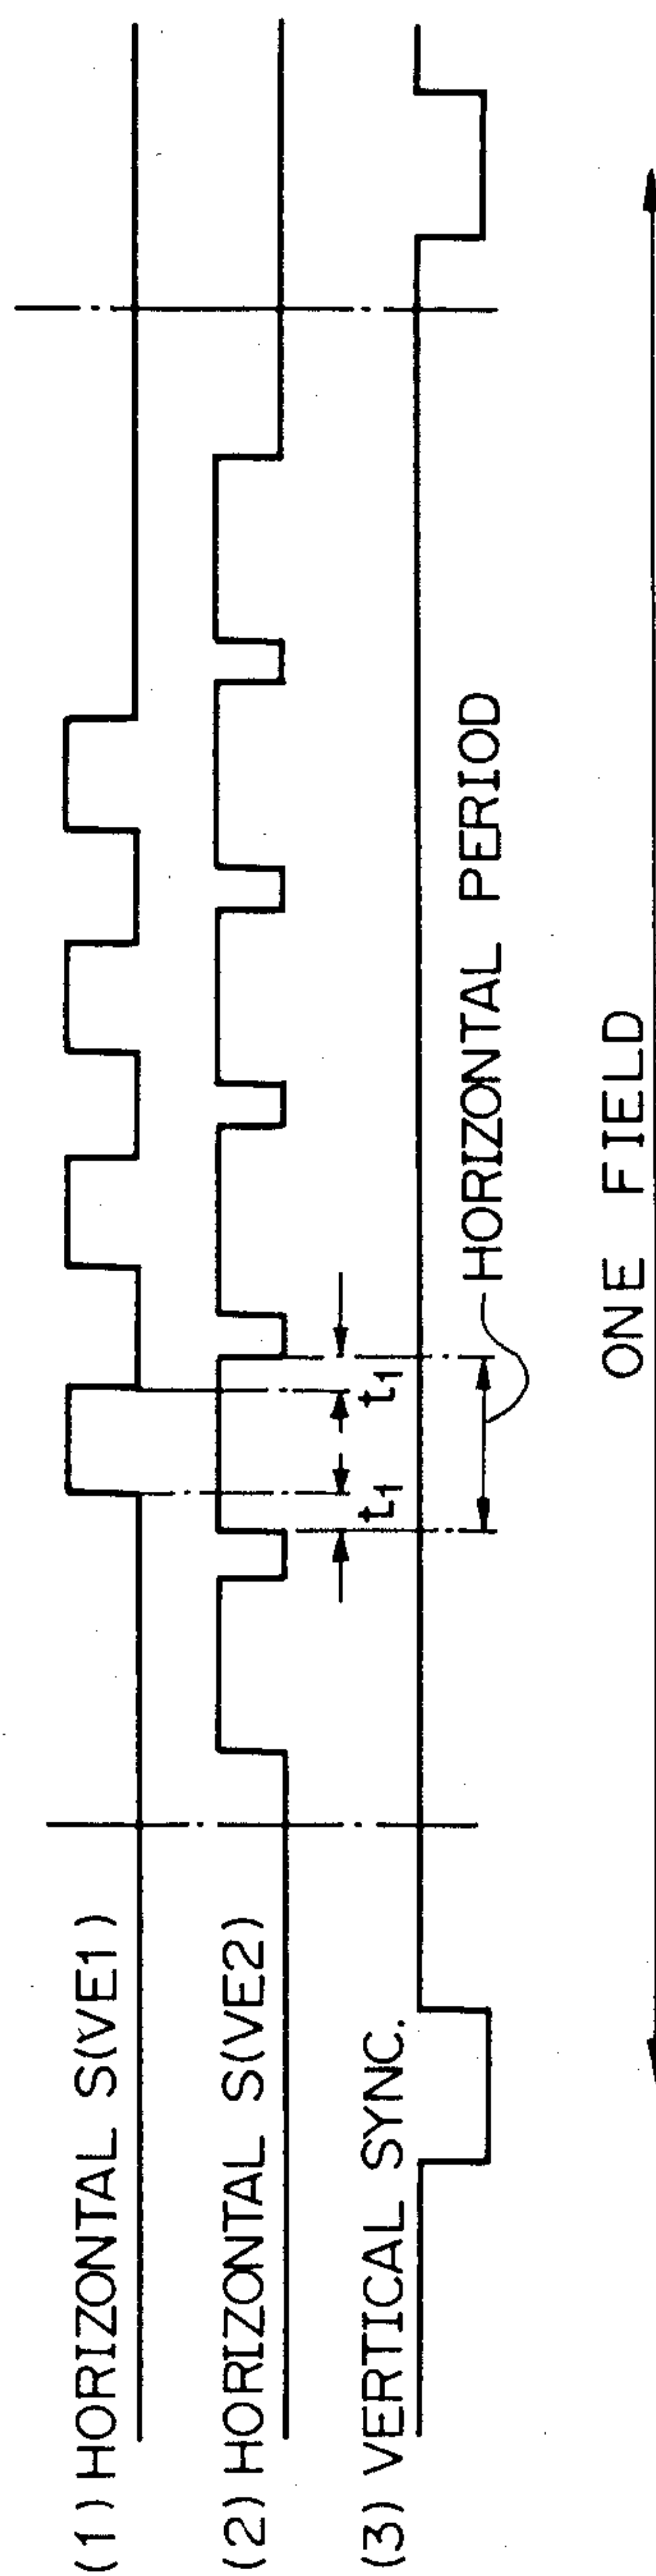 (1) HORIZONTAL S(VE1)
(2) HORIZONTAL S(VE2)
t1
t1
(3) VERTICAL SYNC.
HORIZONTAL PERIOD
ONE FIELD